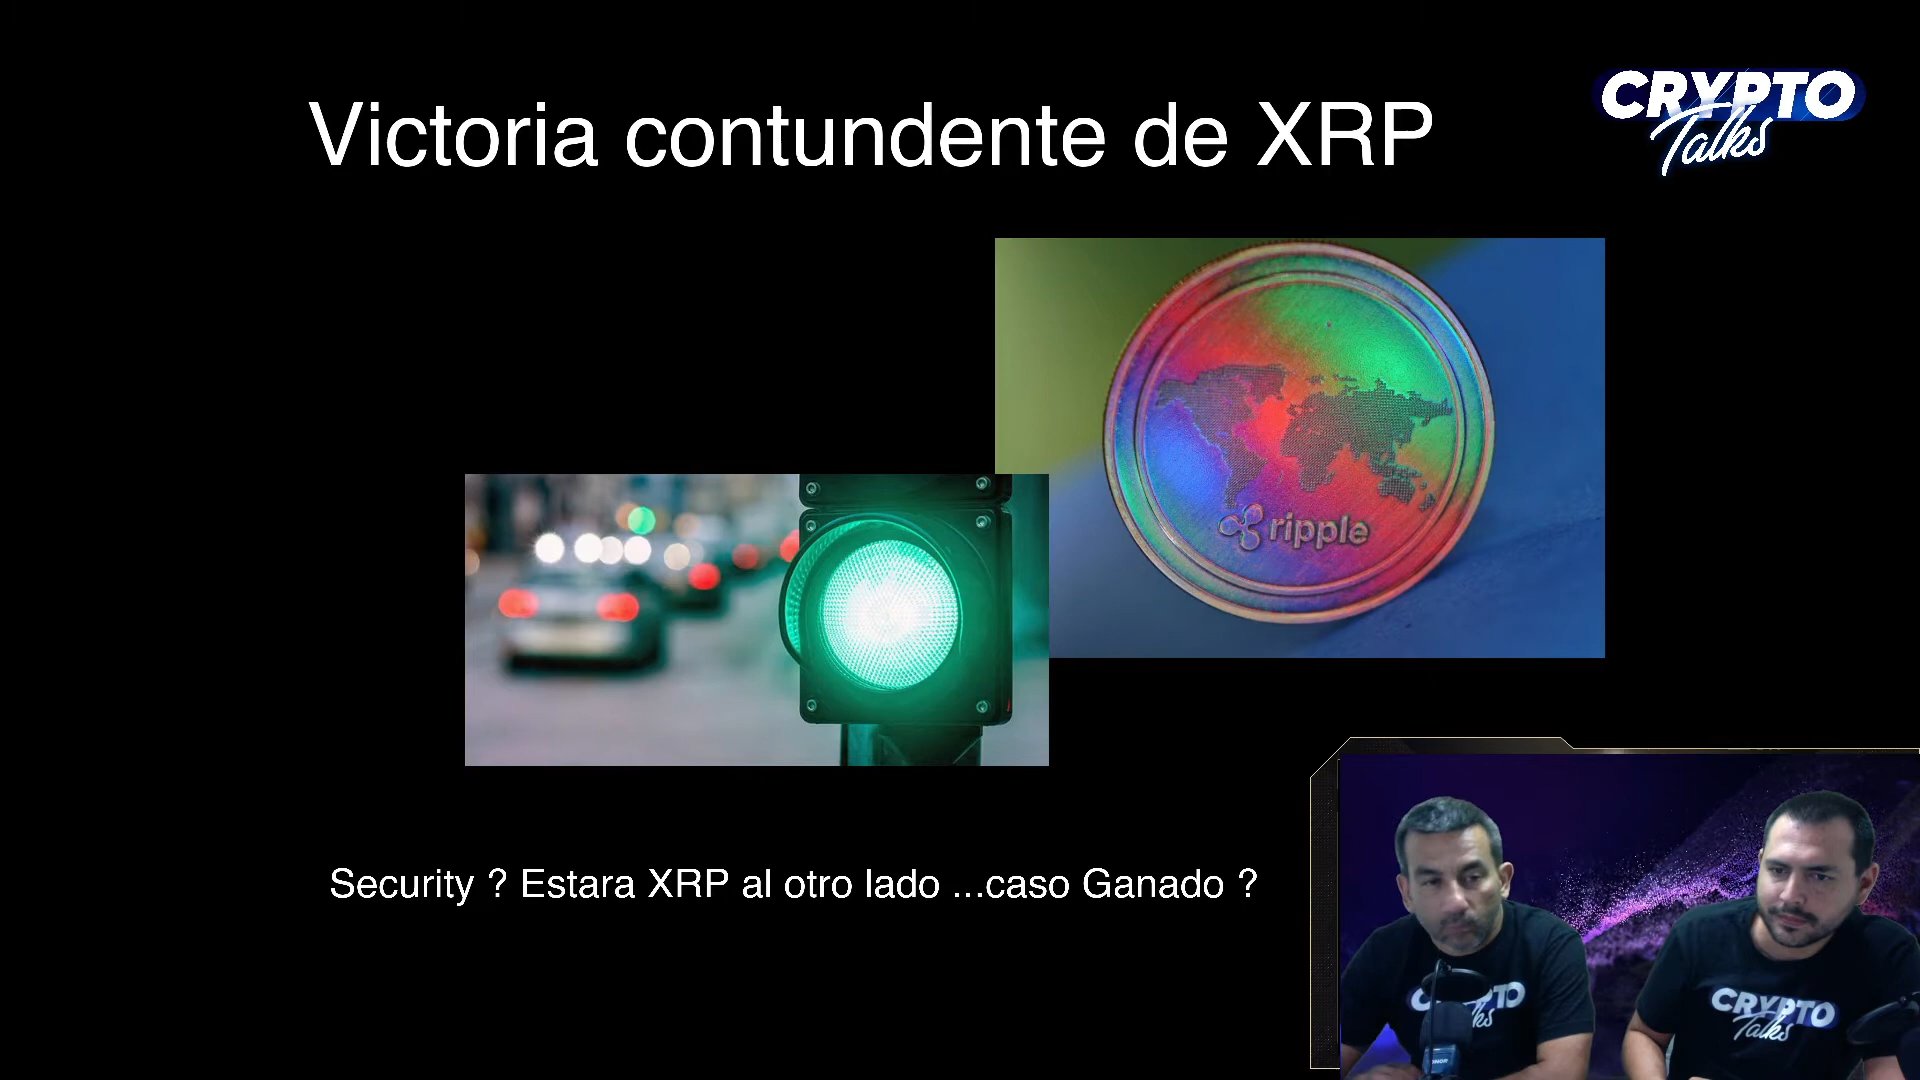 Victoria contundente de XRP
CRYPTO
Talks
ripple
Security ? Estara XRP al otro lado ...caso Ganado ?
CRYPTO
Talks